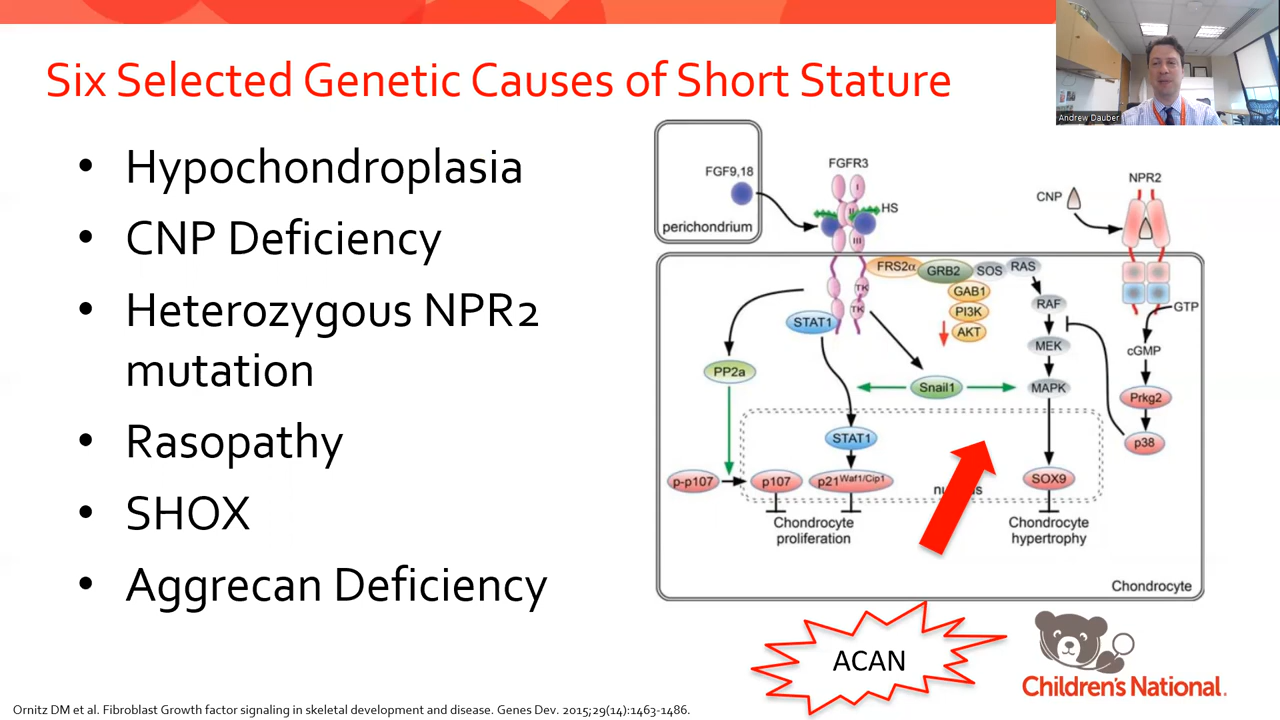 Six Selected Genetic Causes of Short Stature
Andrew Dauber
• Hypochondroplasia
• CNP Deficiency
• Heterozygous NPR2
mutation
• Rasopathy
• SHOX
• Aggrecan Deficiency
FGF9,18
perichondrium
FGFR3
I
II
HS
III
CNP
NPR2
TK
TK
FRS2α
GRB2
SOS
RAS
GAB1
PI3K
AKT
RAF
MEK
MAPK
GTP
cGMP
Prkg2
p38
STAT1
PP2a
Snail1
STAT1
p-p107
p107
p21Waf1/Cip1
SOX9
Chondrocyte
proliferation
Chondrocyte
hypertrophy
Chondrocyte
ACAN
Children's National.
Ornitz DM et al. Fibroblast Growth factor signaling in skeletal development and disease. Genes Dev. 2015;29(14):1463-1486.